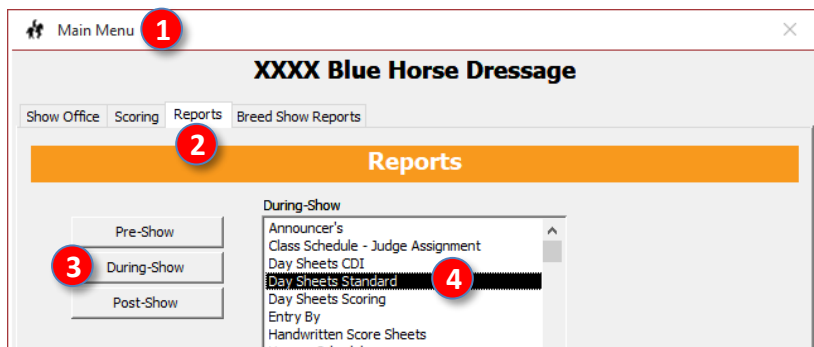 Main Menu 1
XXXX Blue Horse Dressage
Show Office Scoring Reports Breed Show Reports
2
Reports
During-Show
Pre-Show
3 During-Show
Post-Show
Announcer's
Class Schedule - Judge Assignment
Day Sheets CDI
Day Sheets Standard 4
Day Sheets Scoring
Entry By
Handwritten Score Sheets